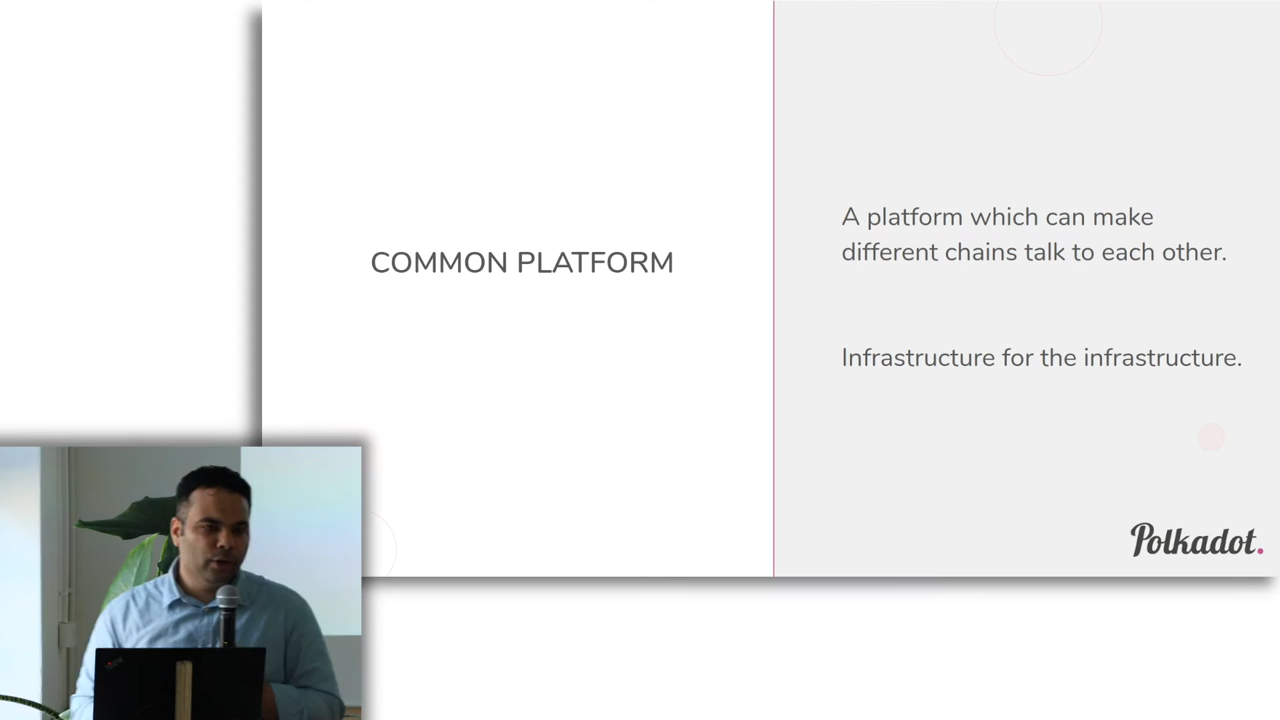 COMMON PLATFORM
A platform which can make
different chains talk to each other.
Infrastructure for the infrastructure.
Polkadot.